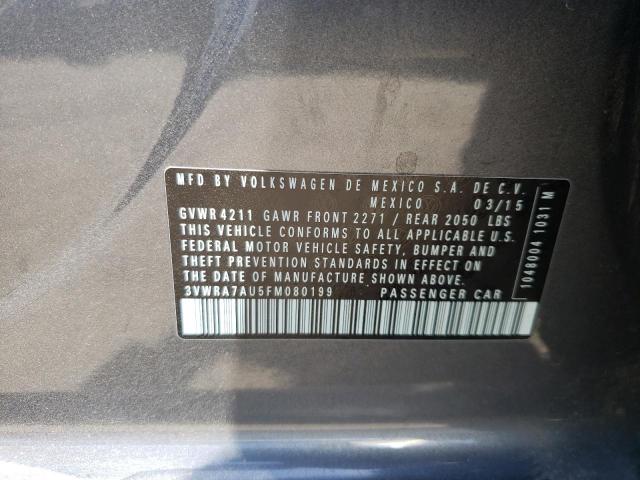 MFD BY VOLKSWAGEN DE MEXICO S.A. DE C.V.
MEXICO 03/15
GVWR 4211 GAWR FRONT 2271 / REAR 2050 LBS
THIS VEHICLE CONFORMS TO ALL APPLICABLE U.S.
FEDERAL MOTOR VEHICLE SAFETY, BUMPER AND
THEFT PREVENTION STANDARDS IN EFFECT ON
THE DATE OF MANUFACTURE SHOWN ABOVE.
3VWRA7AU5FM080199 PASSENGER CAR
1048004 1031 M